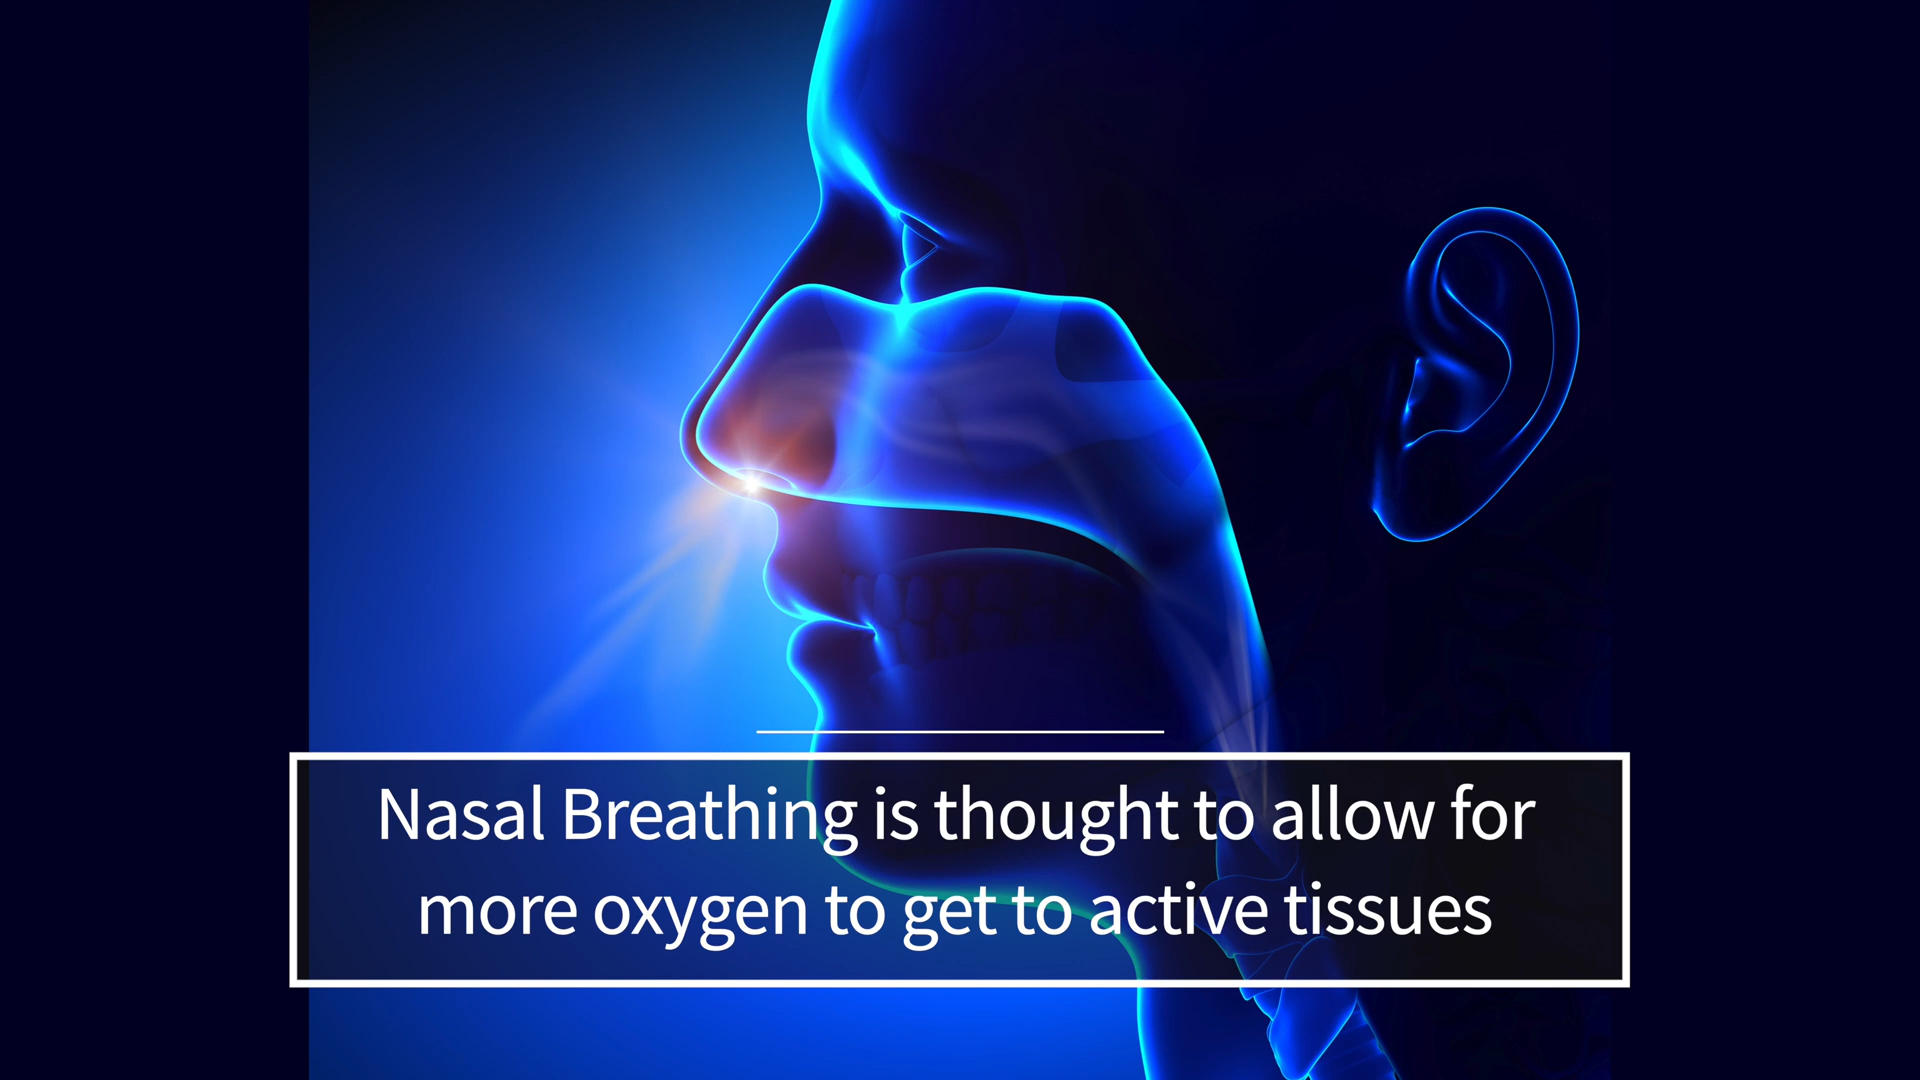 Nasal Breathing is thought to allow for
more oxygen to get to active tissues